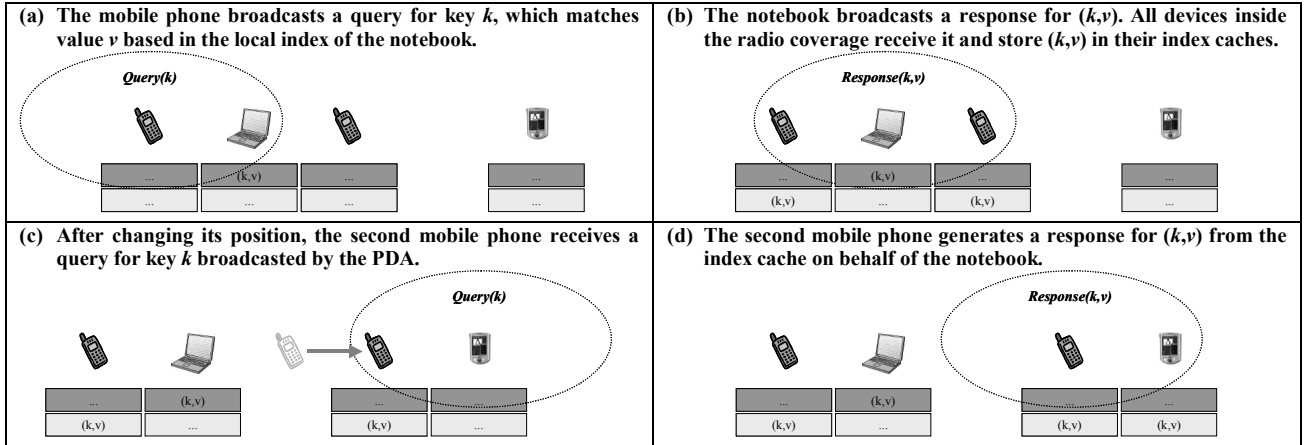 (a) The mobile phone broadcasts a query for key k, which matches
value v based in the local index of the notebook.
Query(k)
... (k,v) ... ...
... ... ... ...
(b) The notebook broadcasts a response for (k,v). All devices inside
the radio coverage receive it and store (k,v) in their index caches.
Response(k,v)
... (k,v) ... ...
(k,v) ... (k,v) ...
(c) After changing its position, the second mobile phone receives a
query for key k broadcasted by the PDA.
Query(k)
... (k,v) ... ...
(k,v) ... (k,v) ...
(d) The second mobile phone generates a response for (k,v) from the
index cache on behalf of the notebook.
Response(k,v)
... (k,v) ... ...
(k,v) ... (k,v) (k,v)